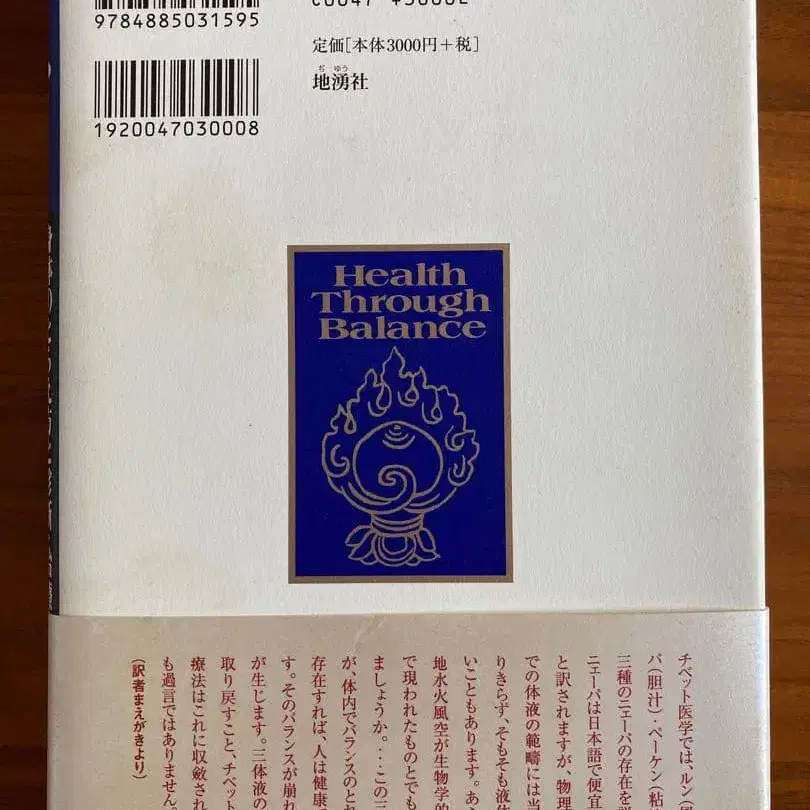 9784885031595
定価[本体3000円+税]
ぢゆう
地湧社
1920047030008
Health
Through
Balance
チベット医学では、ルン
バ(胆汁)・ベーケン(粘
三種のニェーパの存在を
ニェーパは日本語で便宜
と訳されますが、物理
での体液の範疇には当
りきらず、そもそも液体
いこともあります。あ
地水火風空が生物学的
で現われたものとでも
ましょうか。・・・この三
が、体内でバランスのとれ
存在すれば、人は健康
す。そのバランスが崩れ
が生じます。三体液の
取り戻すこと、チベット
療法はこれに収斂され
も過言ではありません。
(訳者まえがきより)